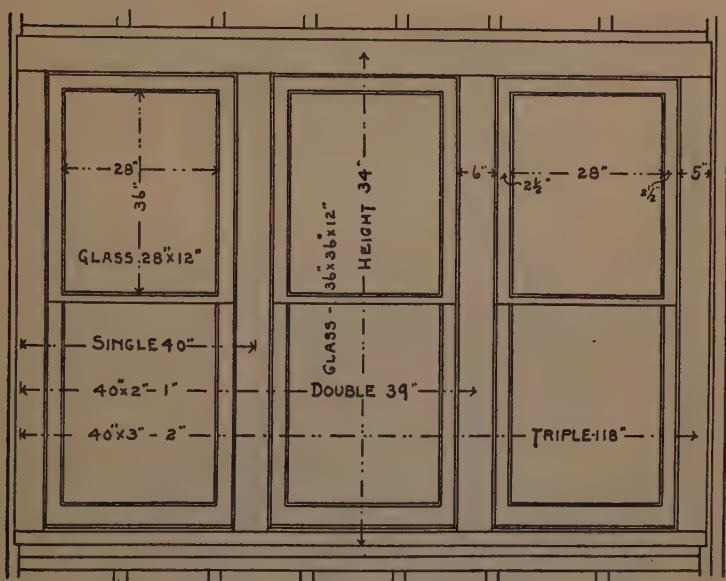 28"
36"
GLASS 28"x12"
GLASS - 36"x36"x12"
HEIGHT 34"
6"
2½"
28"
2½"
5"
SINGLE 40"
40"x2"-1"
DOUBLE 39"
40"x3"-2"
TRIPLE-118"